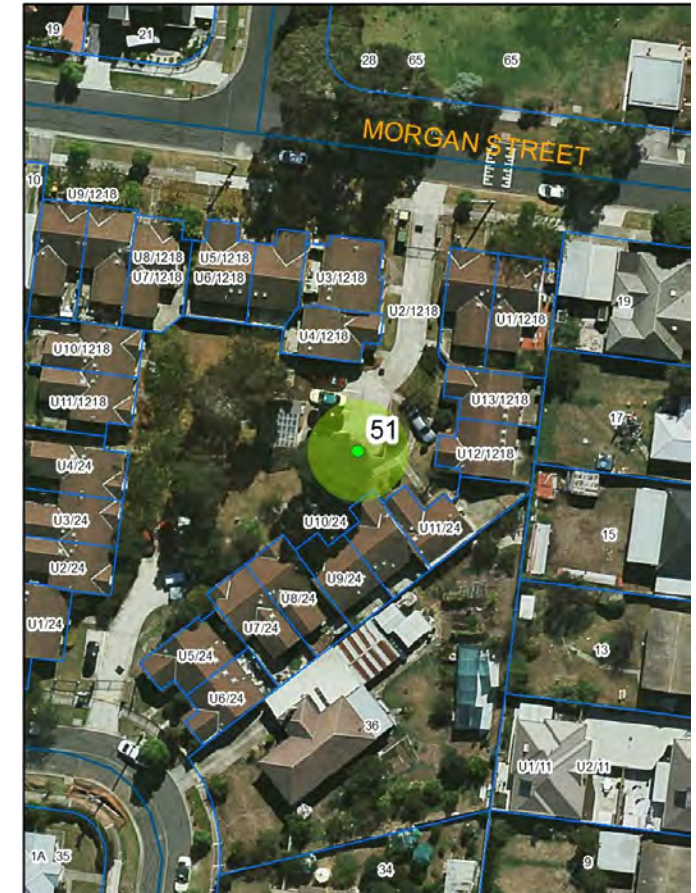 19
21
28
65
65
MORGAN STREET
10
U9/1218
U8/1218
U7/1218
U5/1218
U6/1218
U3/1218
U4/1218
U2/1218
U1/1218
19
U10/1218
U11/1218
U13/1218
U12/1218
17
51
U4/24
U3/24
U2/24
U1/24
U10/24
U11/24
U9/24
U8/24
U7/24
U5/24
U6/24
15
13
36
U1/11
U2/11
1A
35
34
9